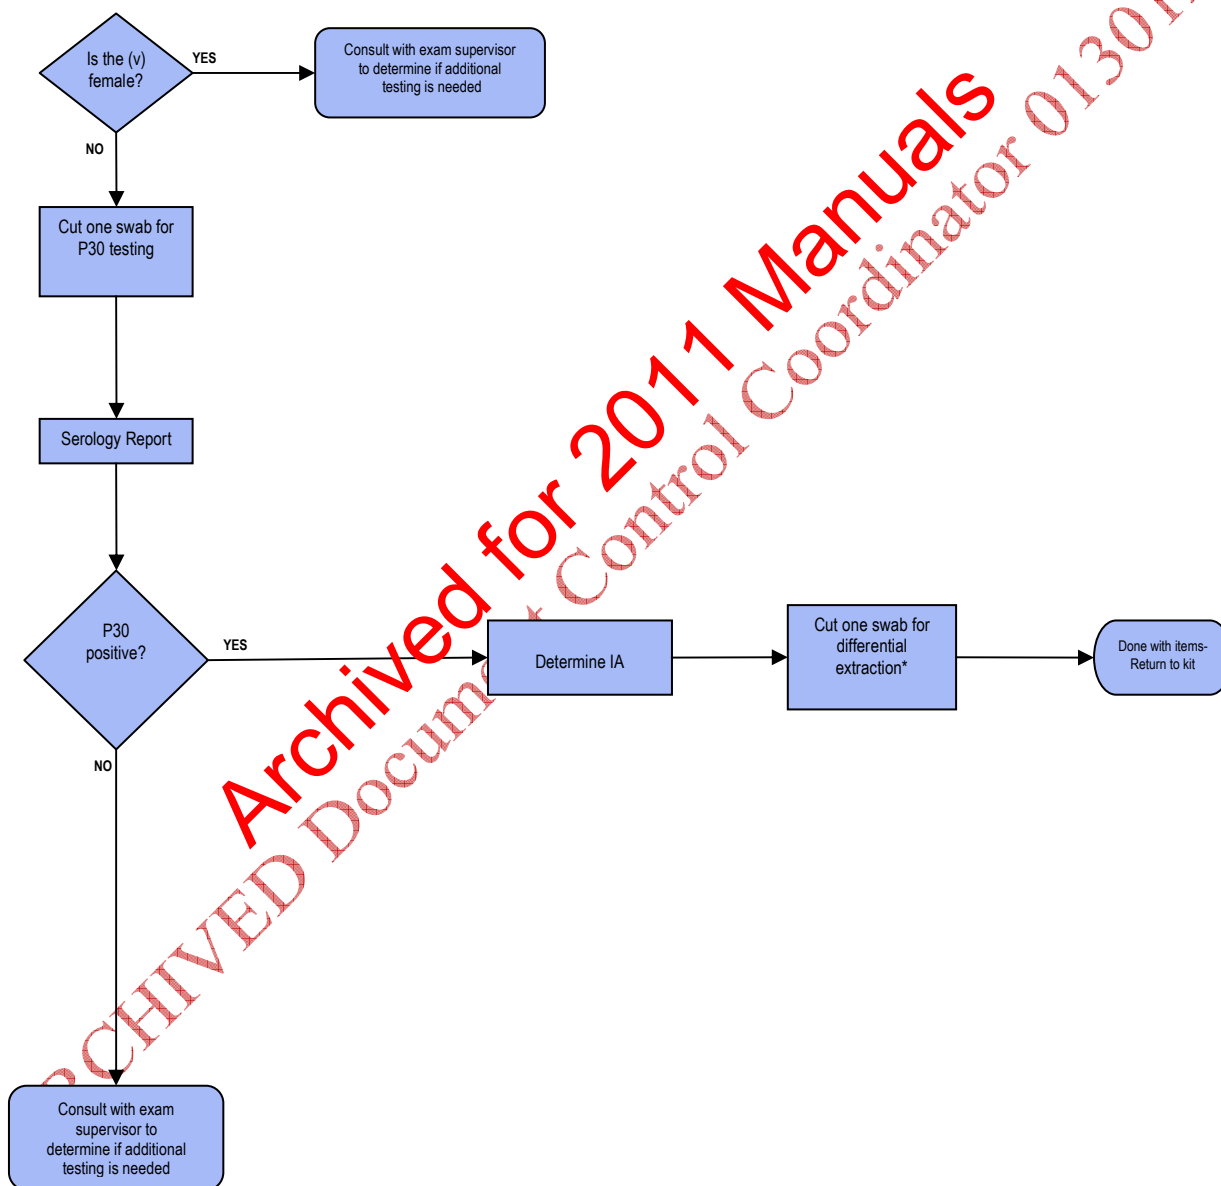 Is the (v)
female?
YES
Consult with exam supervisor
to determine if additional
testing is needed
NO
Cut one swab for
P30 testing
Serology Report
P30
positive?
YES
Determine IA
Cut one swab for
differential
extraction*
Done with items-
Return to kit
NO
Consult with exam
supervisor to
determine if additional
testing is needed
Archived for 2011 Manuals
Control Coordinator